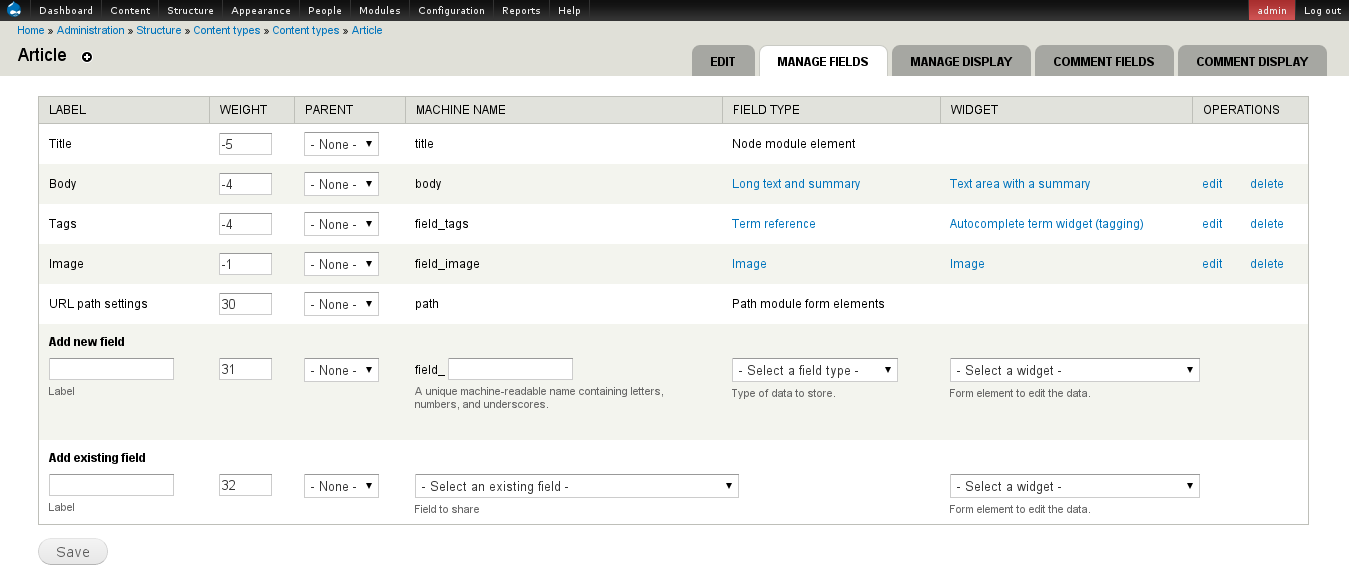 Dashboard Content Structure Appearance People Modules Configuration Reports Help admin Log out
Home » Administration » Structure » Content types » Content types » Article
Article
EDIT MANAGE FIELDS MANAGE DISPLAY COMMENT FIELDS COMMENT DISPLAY
LABEL WEIGHT PARENT MACHINE NAME FIELD TYPE WIDGET OPERATIONS
Title -5 - None - title Node module element
Body -4 - None - body Long text and summary Text area with a summary edit delete
Tags -4 - None - field_tags Term reference Autocomplete term widget (tagging) edit delete
Image -1 - None - field_image Image Image edit delete
URL path settings 30 - None - path Path module form elements
Add new field
31 - None - field_ - Select a field type - - Select a widget -
Label A unique machine-readable name containing letters, Type of data to store. Form element to edit the data.
numbers, and underscores.
Add existing field
32 - None - - Select an existing field - - Select a widget -
Label Field to share Form element to edit the data.
Save